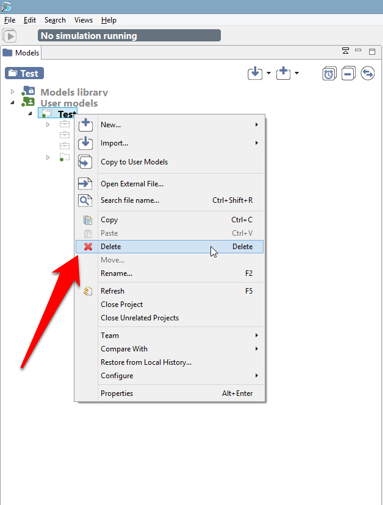 File Edit Search Views Help
No simulation running
Models
Test
Models library
User models
Test
New...
Import...
Copy to User Models
Open External File...
Search file name... Ctrl+Shift+R
Copy Ctrl+C
Paste Ctrl+V
Delete Delete
Move...
Rename... F2
Refresh F5
Close Project
Close Unrelated Projects
Team
Compare With
Restore from Local History...
Configure
Properties Alt+Enter